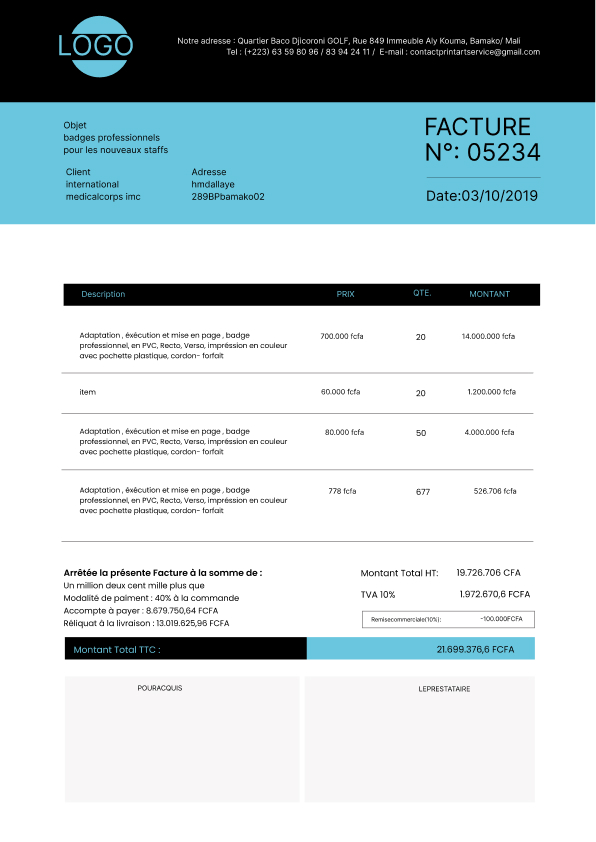 LOGO
Notre adresse : Quartier Baco Djicoroni GOLF, Rue 849 Immeuble Aly Kouma, Bamako/ Mali
Tel : (+223) 63 59 80 96 / 83 94 24 11 / E-mail : contactprintartservice@gmail.com
Objet
badges professionnels
pour les nouveaux staffs
FACTURE
N°: 05234
Client
international
medicalcorps imc
Adresse
hmdallaye
289BPbamako02
Date:03/10/2019
Description PRIX QTE. MONTANT
Adaptation , éxécution et mise en page , badge
professionnel, en PVC, Recto, Verso, impréssion en couleur
avec pochette plastique, cordon- forfait
700.000 fcfa 20 14.000.000 fcfa
item 60.000 fcfa 20 1.200.000 fcfa
Adaptation , éxécution et mise en page , badge
professionnel, en PVC, Recto, Verso, impréssion en couleur
avec pochette plastique, cordon- forfait
80.000 fcfa 50 4.000.000 fcfa
Adaptation , éxécution et mise en page , badge
professionnel, en PVC, Recto, Verso, impréssion en couleur
avec pochette plastique, cordon- forfait
778 fcfa 677 526.706 fcfa
Arrêtée la présente Facture à la somme de :
Un million deux cent mille plus que
Modalité de paiment : 40% à la commande
Accompte à payer : 8.679.750,64 FCFA
Réliquat à la livraison : 13.019.625,96 FCFA
Montant Total HT: 19.726.706 CFA
TVA 10% 1.972.670,6 FCFA
Remisecommerciale(10%): -100.000FCFA
Montant Total TTC : 21.699.376,6 FCFA
POURACQUIS
LEPRESTATAIRE